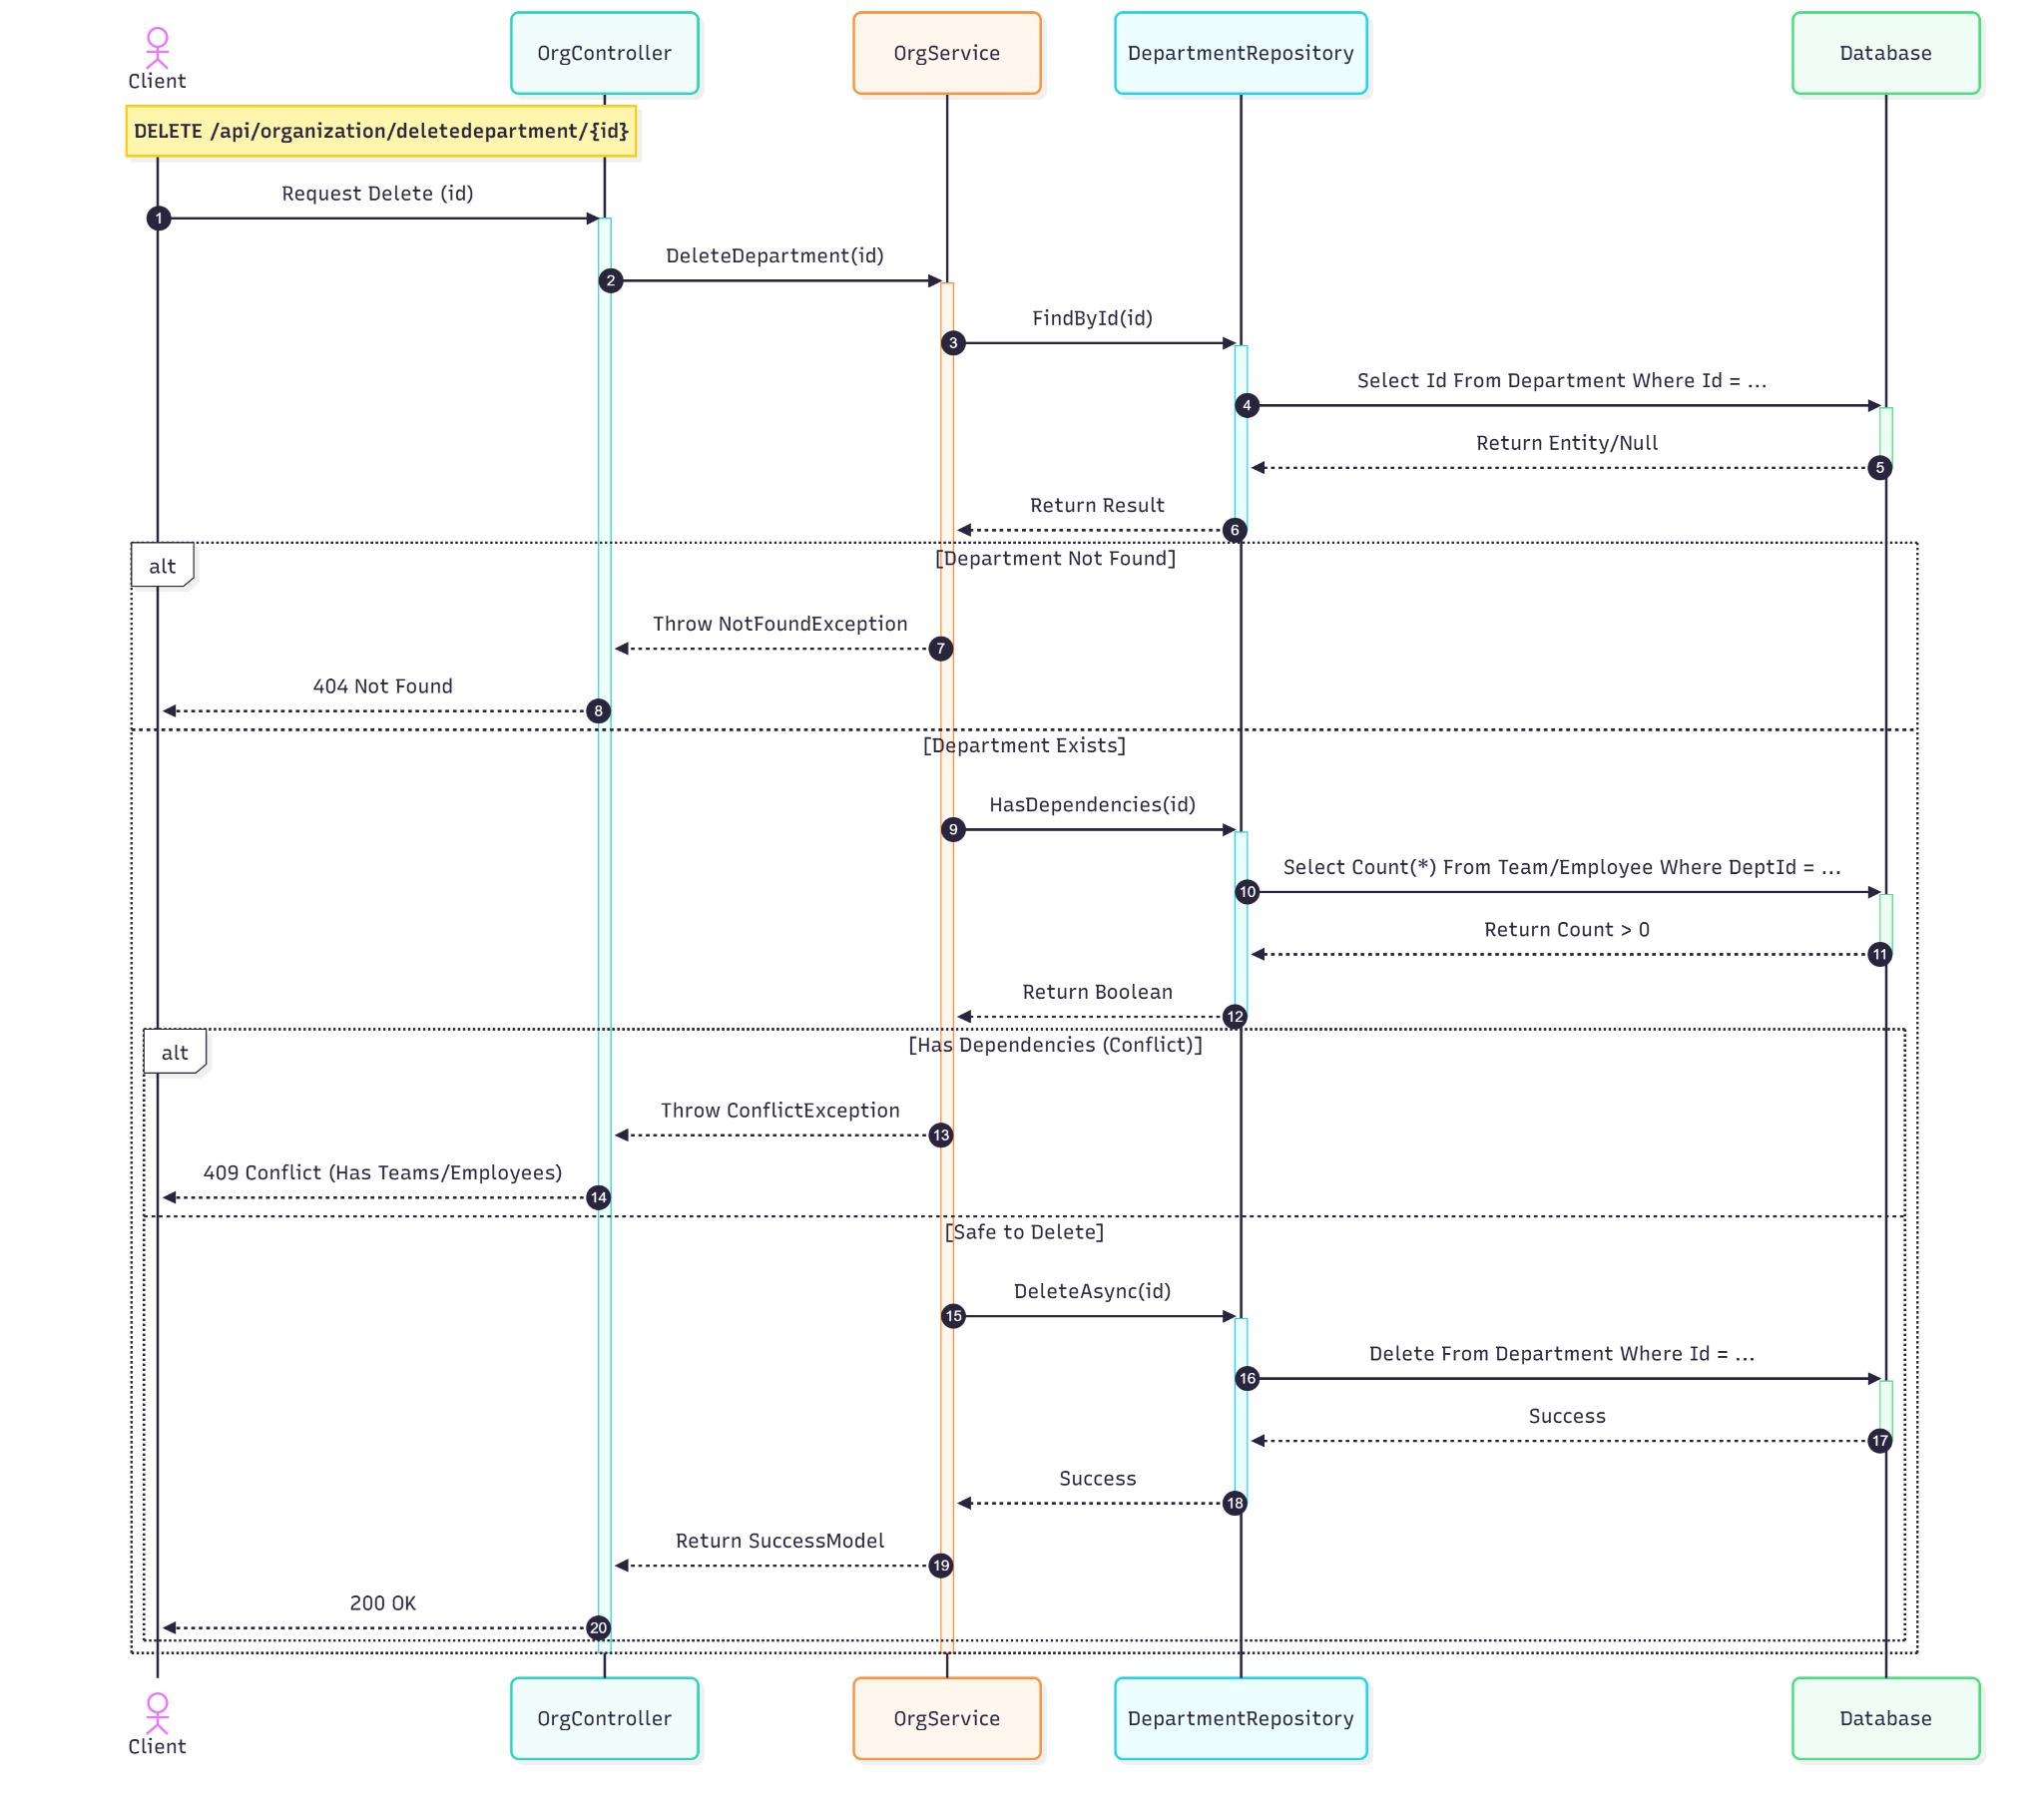 Client
OrgController
OrgService
DepartmentRepository
Database
DELETE /api/organization/deletedepartment/{id}
Request Delete (id)
1
DeleteDepartment(id)
2
FindById(id)
3
Select Id From Department Where Id = ...
4
Return Entity/Null
5
Return Result
6
alt
[Department Not Found]
Throw NotFoundException
7
404 Not Found
8
[Department Exists]
HasDependencies(id)
9
Select Count(*) From Team/Employee Where DeptId = ...
10
Return Count > 0
11
Return Boolean
12
alt
[Has Dependencies (Conflict)]
Throw ConflictException
13
409 Conflict (Has Teams/Employees)
14
[Safe to Delete]
DeleteAsync(id)
15
Delete From Department Where Id = ...
16
Success
17
Success
18
Return SuccessModel
19
200 OK
20
Client
OrgController
OrgService
DepartmentRepository
Database